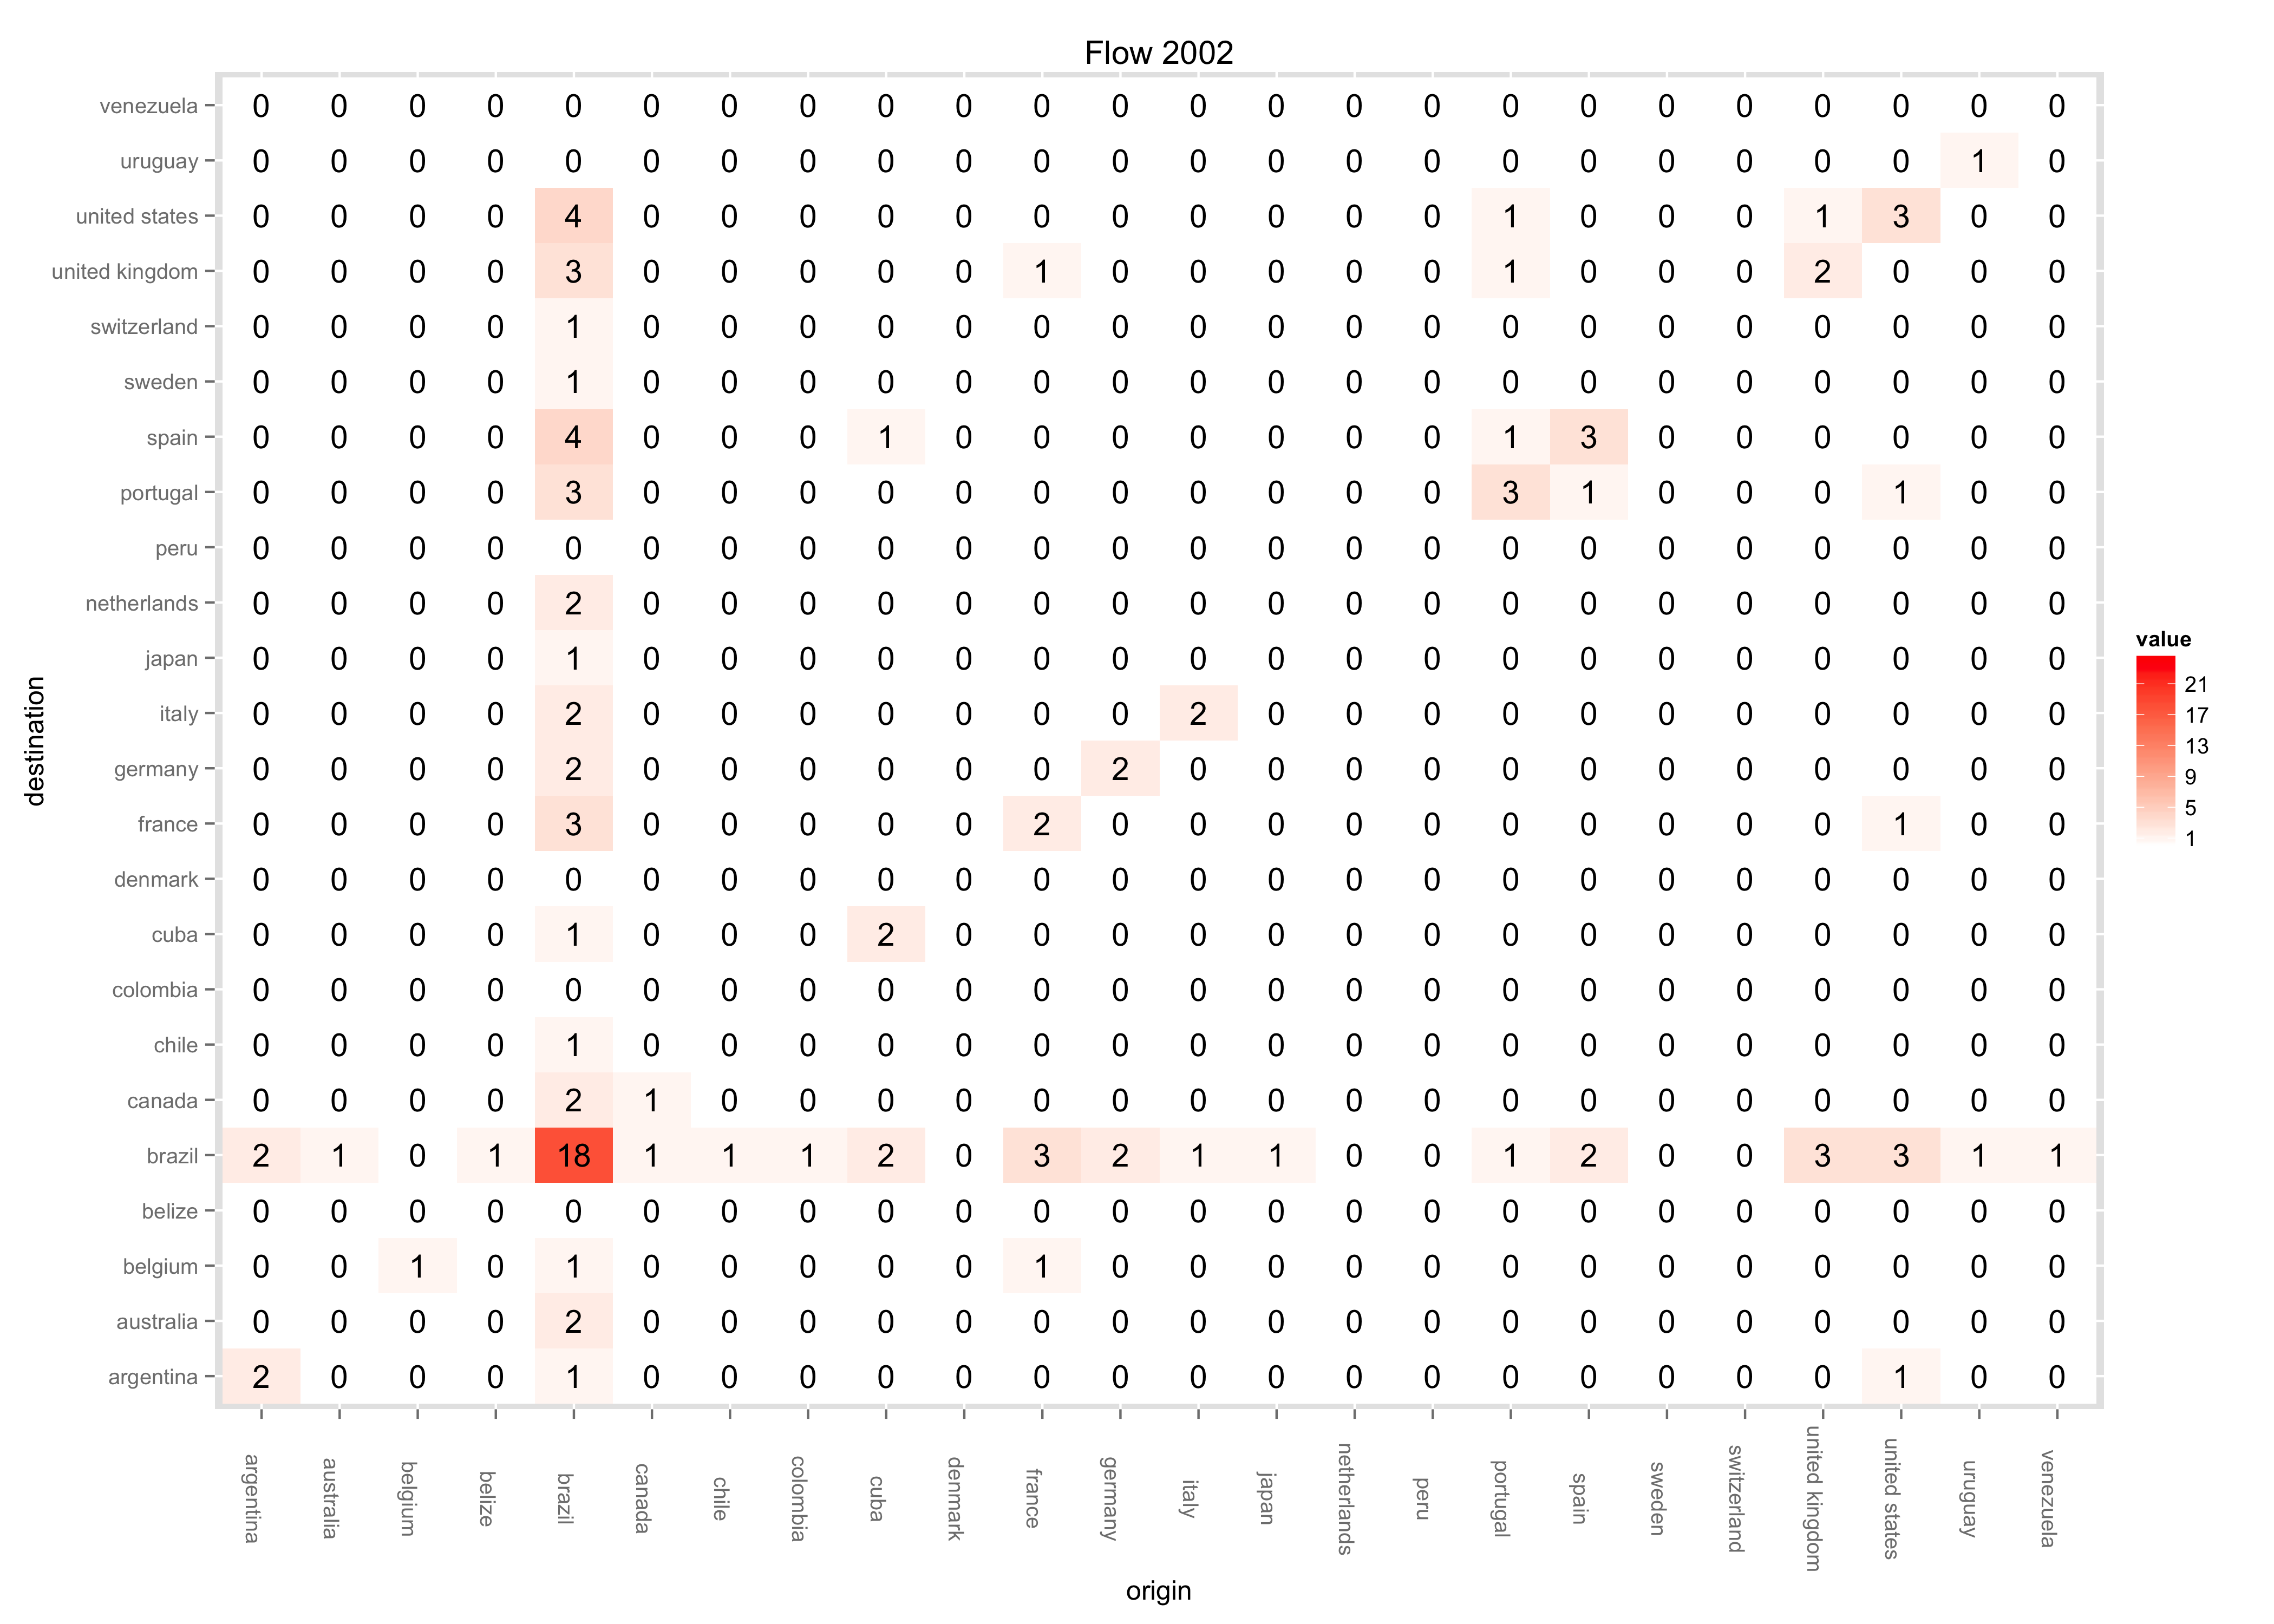 Flow 2002
venezuela 0 0 0 0 0 0 0 0 0 0 0 0 0 0 0 0 0 0 0 0 0 0 0 0
uruguay 0 0 0 0 0 0 0 0 0 0 0 0 0 0 0 0 0 0 0 0 0 0 1 0
united states 0 0 0 0 4 0 0 0 0 0 0 0 0 0 0 0 1 0 0 0 1 3 0 0
united kingdom 0 0 0 0 3 0 0 0 0 0 1 0 0 0 0 0 1 0 0 0 2 0 0 0
switzerland 0 0 0 0 1 0 0 0 0 0 0 0 0 0 0 0 0 0 0 0 0 0 0 0
sweden 0 0 0 0 1 0 0 0 0 0 0 0 0 0 0 0 0 0 0 0 0 0 0 0
spain 0 0 0 0 4 0 0 0 1 0 0 0 0 0 0 0 1 3 0 0 0 0 0 0
portugal 0 0 0 0 3 0 0 0 0 0 0 0 0 0 0 0 3 1 0 0 0 1 0 0
peru 0 0 0 0 0 0 0 0 0 0 0 0 0 0 0 0 0 0 0 0 0 0 0 0
netherlands 0 0 0 0 2 0 0 0 0 0 0 0 0 0 0 0 0 0 0 0 0 0 0 0
japan 0 0 0 0 1 0 0 0 0 0 0 0 0 0 0 0 0 0 0 0 0 0 0 0
italy 0 0 0 0 2 0 0 0 0 0 0 0 2 0 0 0 0 0 0 0 0 0 0 0
germany 0 0 0 0 2 0 0 0 0 0 0 2 0 0 0 0 0 0 0 0 0 0 0 0
france 0 0 0 0 3 0 0 0 0 0 2 0 0 0 0 0 0 0 0 0 0 1 0 0
denmark 0 0 0 0 0 0 0 0 0 0 0 0 0 0 0 0 0 0 0 0 0 0 0 0
cuba 0 0 0 0 1 0 0 0 2 0 0 0 0 0 0 0 0 0 0 0 0 0 0 0
colombia 0 0 0 0 0 0 0 0 0 0 0 0 0 0 0 0 0 0 0 0 0 0 0 0
chile 0 0 0 0 1 0 0 0 0 0 0 0 0 0 0 0 0 0 0 0 0 0 0 0
canada 0 0 0 0 2 1 0 0 0 0 0 0 0 0 0 0 0 0 0 0 0 0 0 0
brazil 2 1 0 1 18 1 1 1 2 0 3 2 1 1 0 0 1 2 0 0 3 3 1 1
belize 0 0 0 0 0 0 0 0 0 0 0 0 0 0 0 0 0 0 0 0 0 0 0 0
belgium 0 0 1 0 1 0 0 0 0 0 1 0 0 0 0 0 0 0 0 0 0 0 0 0
australia 0 0 0 0 2 0 0 0 0 0 0 0 0 0 0 0 0 0 0 0 0 0 0 0
argentina 2 0 0 0 1 0 0 0 0 0 0 0 0 0 0 0 0 0 0 0 0 1 0 0
destination
argentina
australia
belgium
belize
brazil
canada
chile
colombia
cuba
denmark
france
germany
italy
japan
netherlands
peru
portugal
spain
sweden
switzerland
united kingdom
united states
uruguay
venezuela
origin
value
21
17
13
9
5
1